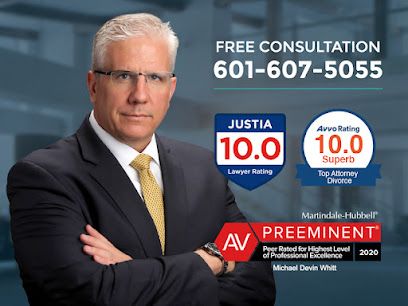 FREE CONSULTATION
601-607-5055
JUSTIA
10.0
Lawyer Rating
Avvo Rating
10.0
Superb
Top Attorney
Divorce
Martindale-Hubbell®
AV PREEMINENT®
Peer Rated for Highest Level
of Professional Excellence
2020
Michael Devin Whitt